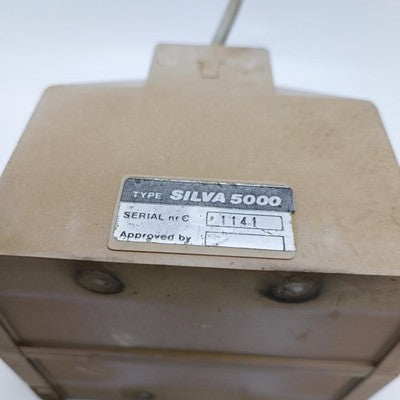 TYPE SILVA 5000
SERIAL nr C 1141
Approved by